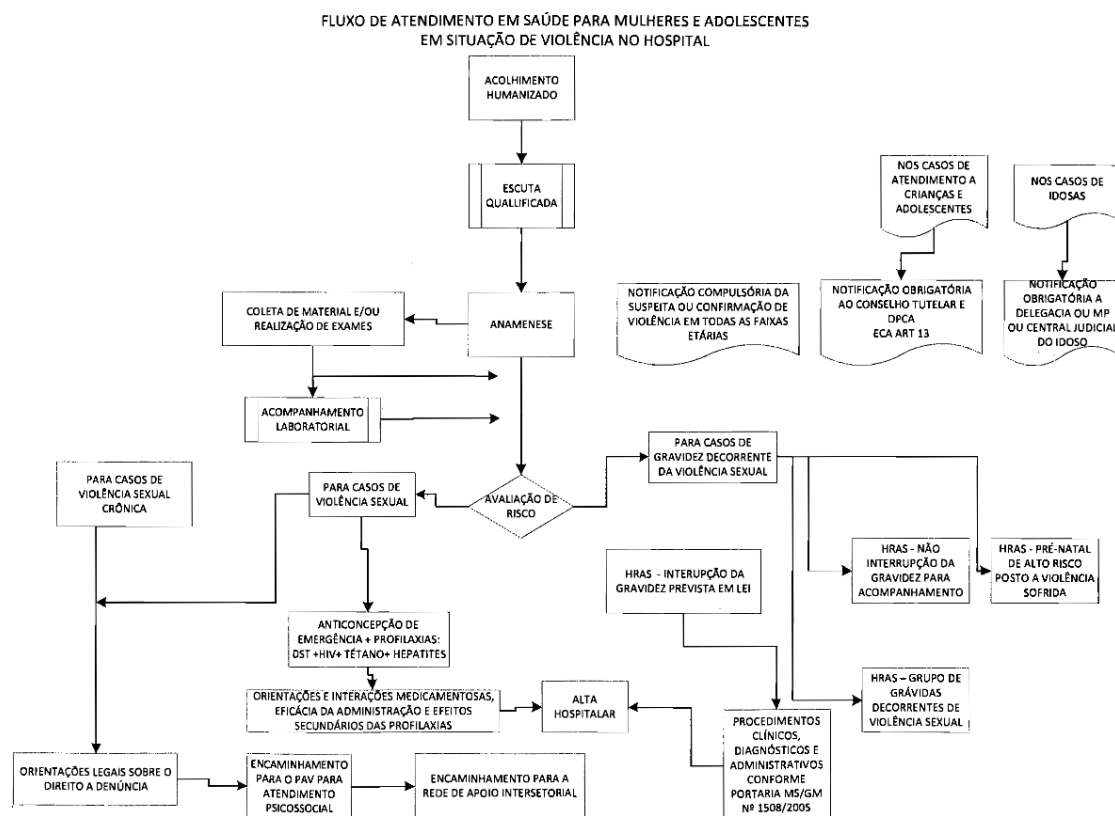 FLUXO DE ATENDIMENTO EM SAÚDE PARA MULHERES E ADOLESCENTES
EM SITUAÇÃO DE VIOLÊNCIA NO HOSPITAL
ACOLHIMENTO
HUMANIZADO
ESCUTA
QUALLIFICADA
NOS CASOS DE
ATENDIMENTO A
CRIANÇAS E
ADOLESCENTES
NOS CASOS DE
IDOSAS
COLETA DE MATERIAL E/OU
REALIZAÇÃO DE EXAMES
ANAMENESE
NOTIFICAÇÃO COMPULSÓRIA DA
SUSPEITA OU CONFIRMAÇÃO DE
VIOLÊNCIA EM TODAS AS FAIXAS
ETÁRIAS
NOTIFICAÇÃO OBRIGATÓRIA
AO CONSELHO TUTELAR E
DPCA
ECA ART 13
NOTIFICAÇÃO
OBRIGATÓRIA A
DELEGACIA OU MP
OU CENTRAL JUDICIAL
DO IDOSO
ACOMPANHAMENTO
LABORATORIAL
PARA CASOS DE
GRAVIDEZ DECORRENTE
DA VIOLÊNCIA SEXUAL
PARA CASOS DE
VIOLÊNCIA SEXUAL
CRÔNICA
PARA CASOS DE
VIOLÊNCIA SEXUAL
AVALIAÇÃO DE
RISCO
HRAS - INTERUPÇÃO DA
GRAVIDEZ PREVISTA EM LEI
HRAS - NÃO
INTERRUPÇÃO DA
GRAVIDEZ PARA
ACOMPANHAMENTO
HRAS - PRÉ-NATAL
DE ALTO RISCO
POSTO A VIOLÊNCIA
SOFRIDA
ANTICONCEPÇÃO DE
EMERGÊNCIA + PROFILAXIAS:
DST +HIV+ TÉTANO+ HEPATITES
ORIENTAÇÕES E INTERAÇÕES MEDICAMENTOSAS,
EFICÁCIA DA ADMINISTRAÇÃO E EFEITOS
SECUNDÁRIOS DAS PROFILAXIAS
ALTA
HOSPITALAR
HRAS – GRUPO DE
GRÁVIDAS
DECORRENTES DE
VIOLÊNCIA SEXUAL
PROCEDIMENTOS
CLÍNICOS,
DIAGNÓSTICOS E
ADMINISTRATIVOS
CONFORME
PORTARIA MS/GM
Nº 1508/2005
ORIENTAÇÕES LEGAIS SOBRE O
DIREITO A DENÚNCIA
ENCAMINHAMENTO
PARA O PAV PARA
ATENDIMENTO
PSICOSSOCIAL
ENCAMINHAMENTO PARA A
REDE DE APOIO INTERSETORIAL